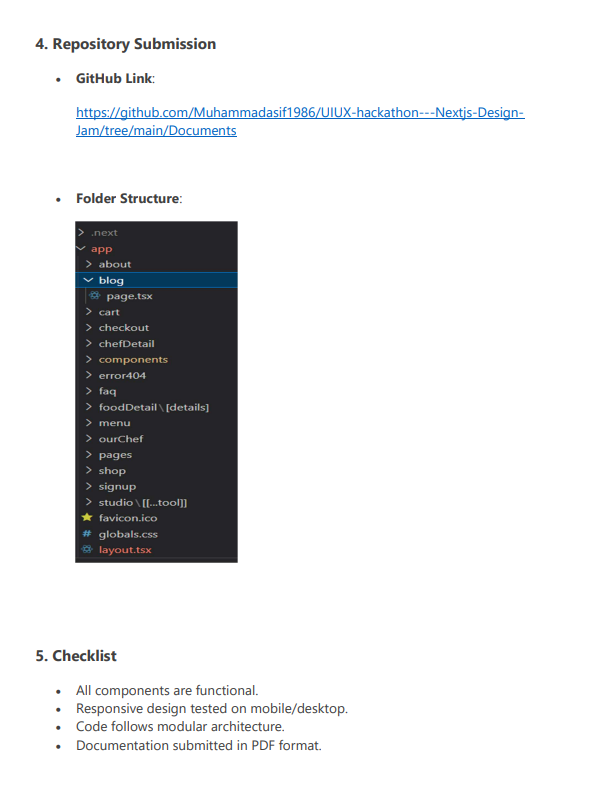 4. Repository Submission
• GitHub Link:
https://github.com/Muhammadasif1986/UIUX-hackathon---Nextjs-Design-
Jam/tree/main/Documents
• Folder Structure:
.next
app
about
blog
page.tsx
cart
checkout
chefDetail
components
error404
faq
foodDetail\[details]
menu
ourChef
pages
shop
signup
studio\[[...tool]]
favicon.ico
# globals.css
layout.tsx
5. Checklist
• All components are functional.
• Responsive design tested on mobile/desktop.
• Code follows modular architecture.
• Documentation submitted in PDF format.